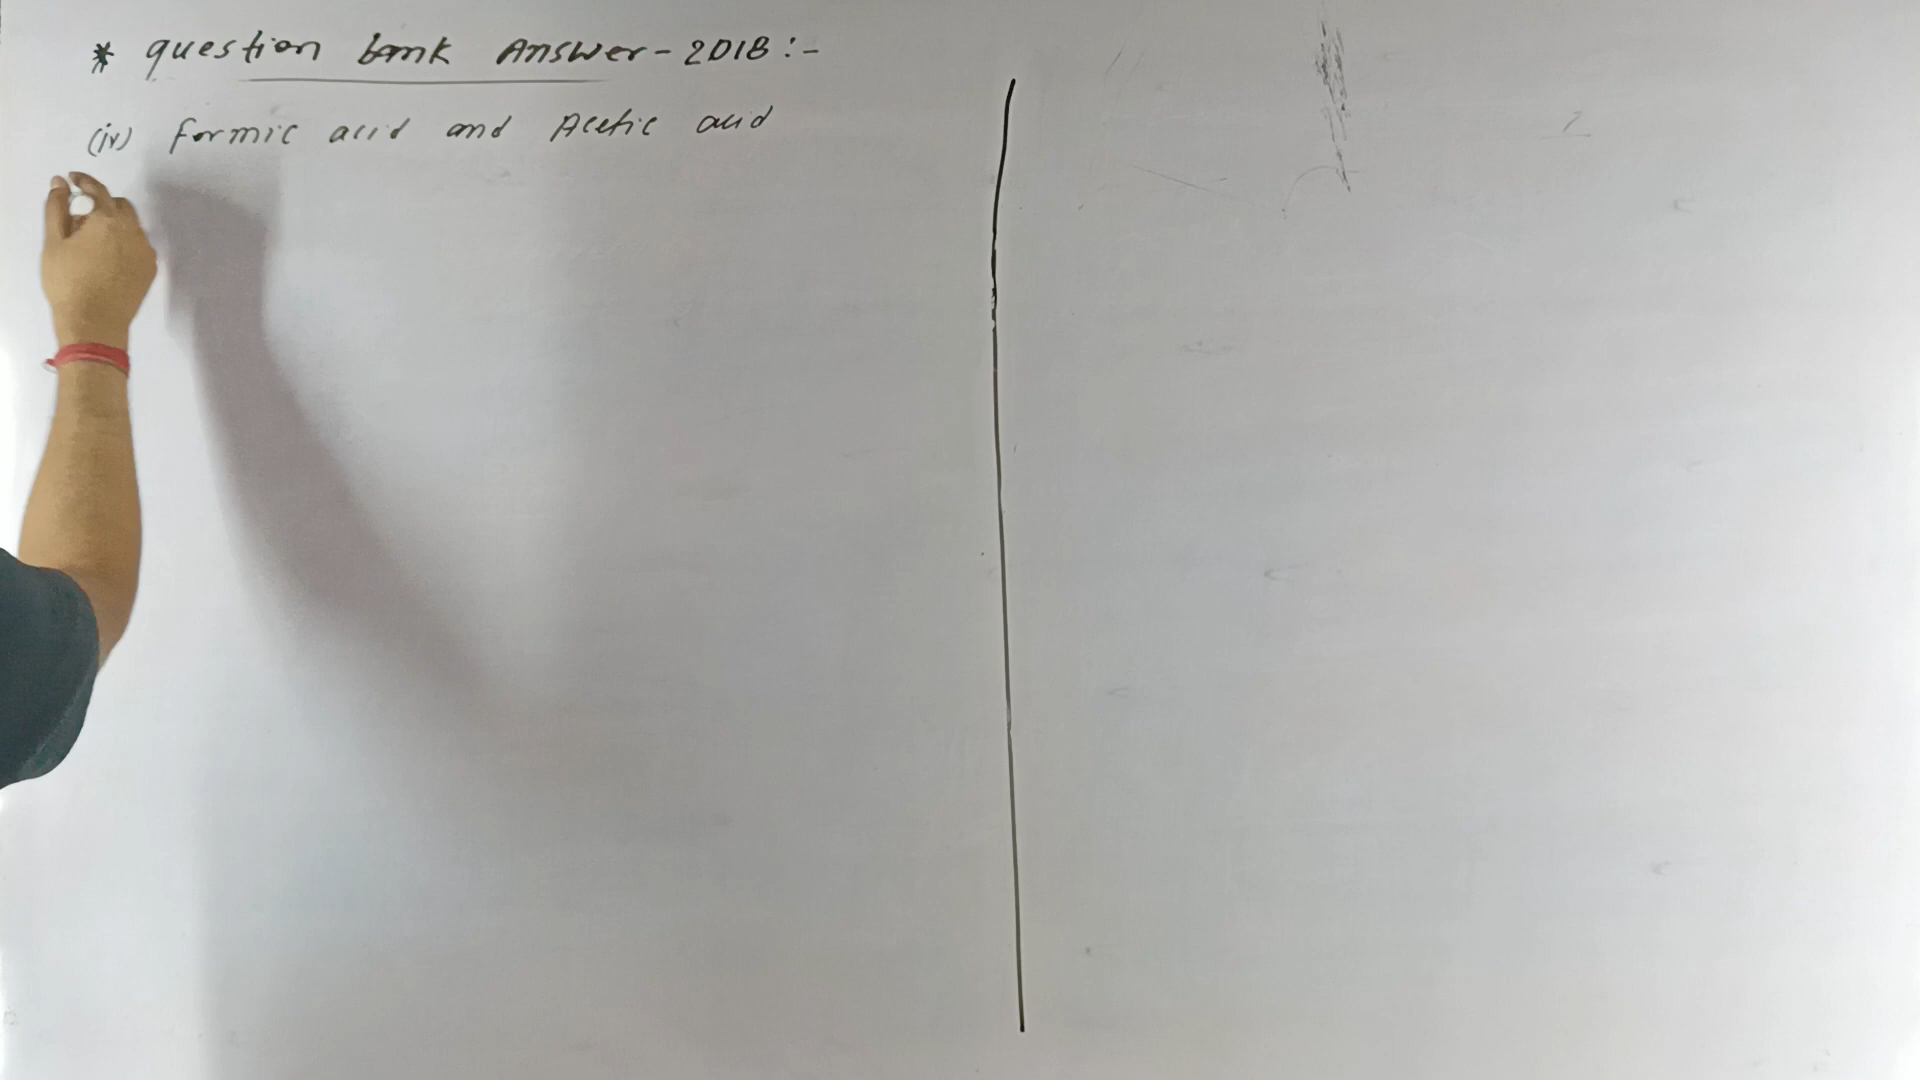 * question bank Answer - 2018 :-
(iv) Formic acid and Acetic acid